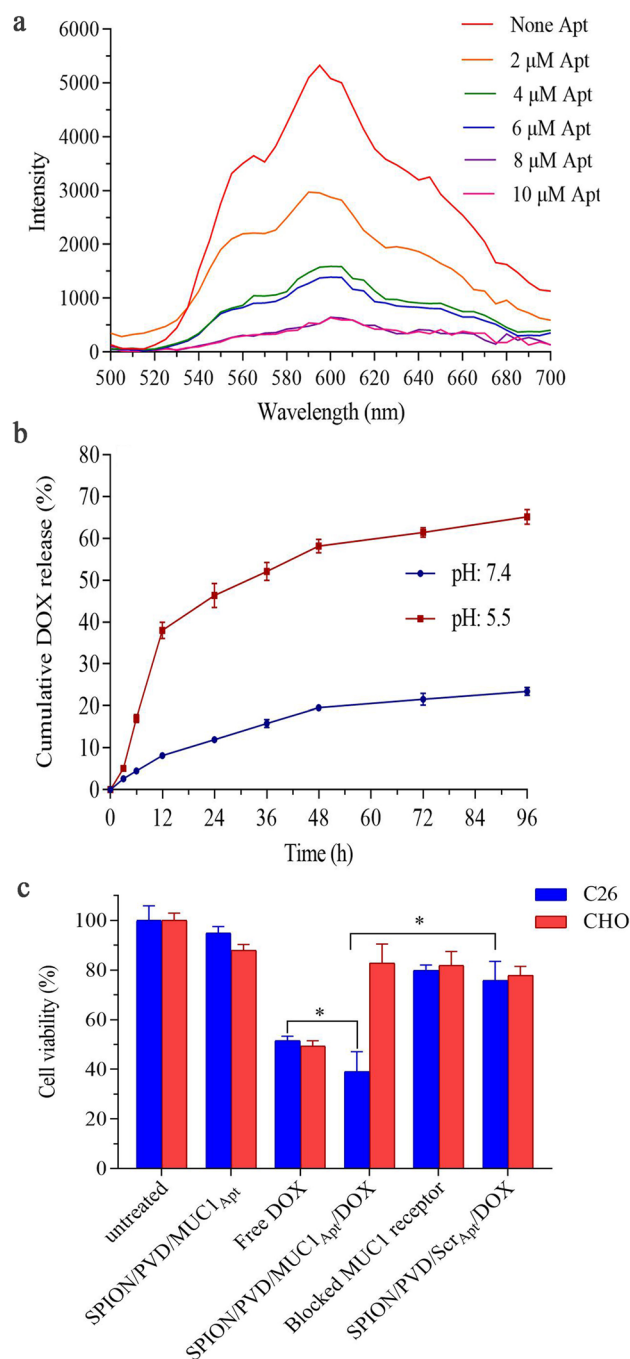 a
None Apt
2 μM Apt
4 μM Apt
6 μM Apt
8 μM Apt
10 μM Apt
Intensity
6000
5000
4000
3000
2000
1000
0
500 520 540 560 580 600 620 640 660 680 700
Wavelength (nm)
b
Cumulative DOX release (%)
80
70
60
50
40
30
20
10
0
pH: 7.4
pH: 5.5
0 12 24 36 48 60 72 84 96
Time (h)
c
C26
CHO
Cell viability (%)
100
80
60
40
20
0
*
*
untreated
SPION/PVD/MUC1Apt
Free DOX
SPION/PVD/MUC1Apt/DOX
Blocked MUC1 receptor
SPION/PVD/ScrApt/DOX